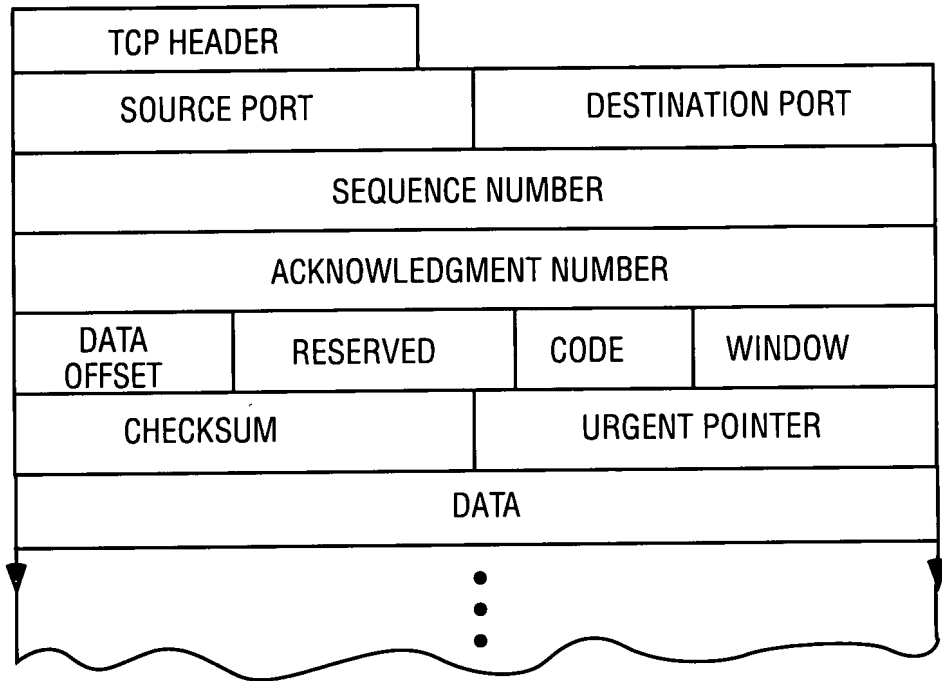 TCP HEADER
SOURCE PORT
DESTINATION PORT
SEQUENCE NUMBER
ACKNOWLEDGMENT NUMBER
DATA
OFFSET
RESERVED
CODE
WINDOW
CHECKSUM
URGENT POINTER
DATA